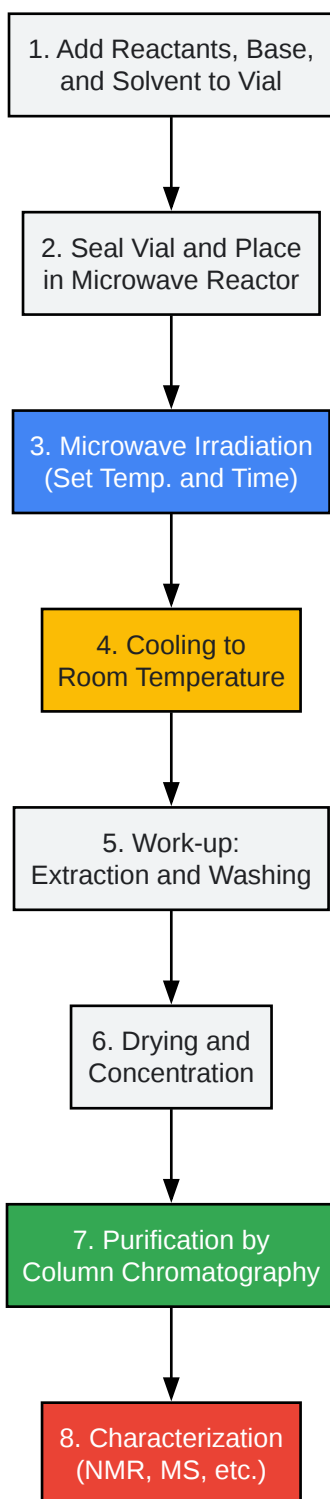 1. Add Reactants, Base,
and Solvent to Vial
2. Seal Vial and Place
in Microwave Reactor
3. Microwave Irradiation
(Set Temp. and Time)
4. Cooling to
Room Temperature
5. Work-up:
Extraction and Washing
6. Drying and
Concentration
7. Purification by
Column Chromatography
8. Characterization
(NMR, MS, etc.)